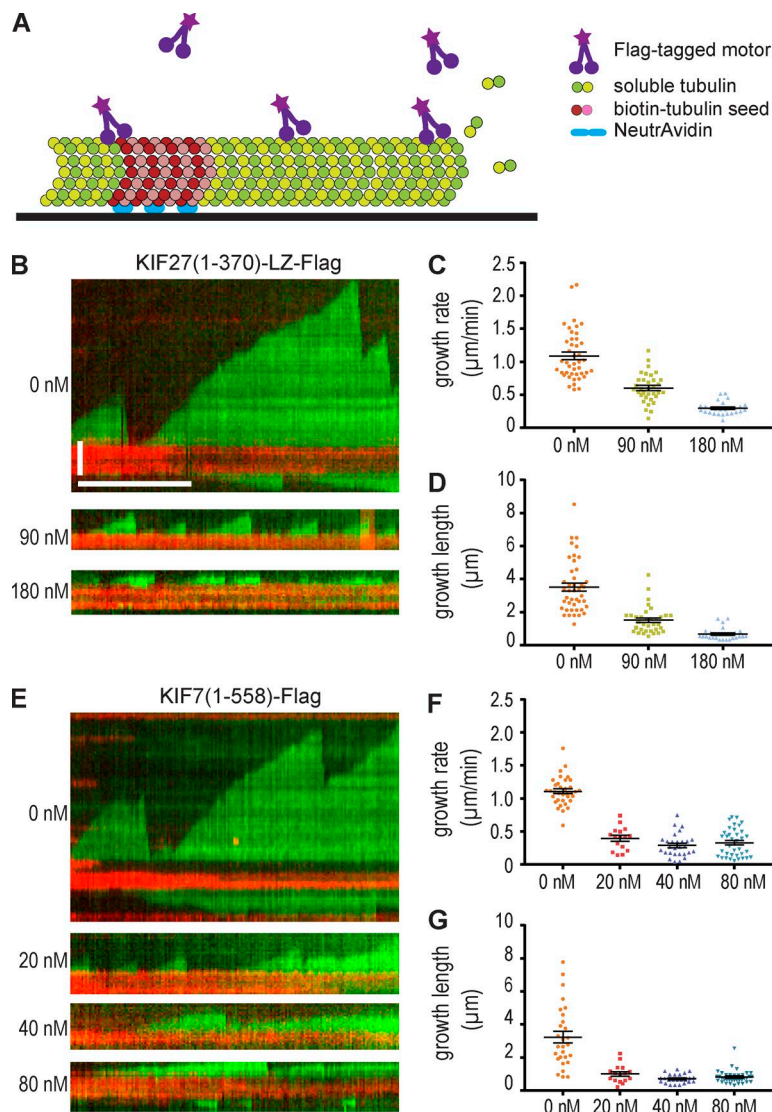 A
Flag-tagged motor
soluble tubulin
biotin-tubulin seed
NeutrAvidin
B
KIF27(1-370)-LZ-Flag
0 nM
90 nM
180 nM
C
growth rate
(µm/min)
2.5
2.0
1.5
1.0
0.5
0
0 nM
90 nM
180 nM
D
growth length
(µm)
10
8
6
4
2
0
0 nM
90 nM
180 nM
E
KIF7(1-558)-Flag
0 nM
20 nM
40 nM
80 nM
F
growth rate
(µm/min)
2.5
2.0
1.5
1.0
0.5
0
0 nM
20 nM
40 nM
80 nM
G
growth length
(µm)
10
8
6
4
2
0
0 nM
20 nM
40 nM
80 nM